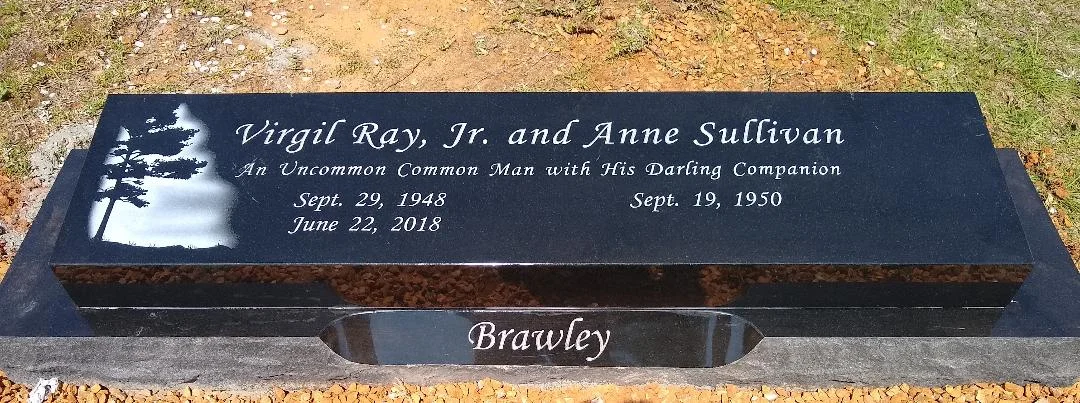 Virgil Ray, Jr. and Anne Sullivan
An Uncommon Common Man with His Darling Companion
Sept. 29, 1948 Sept. 19, 1950
June 22, 2018
Brawley